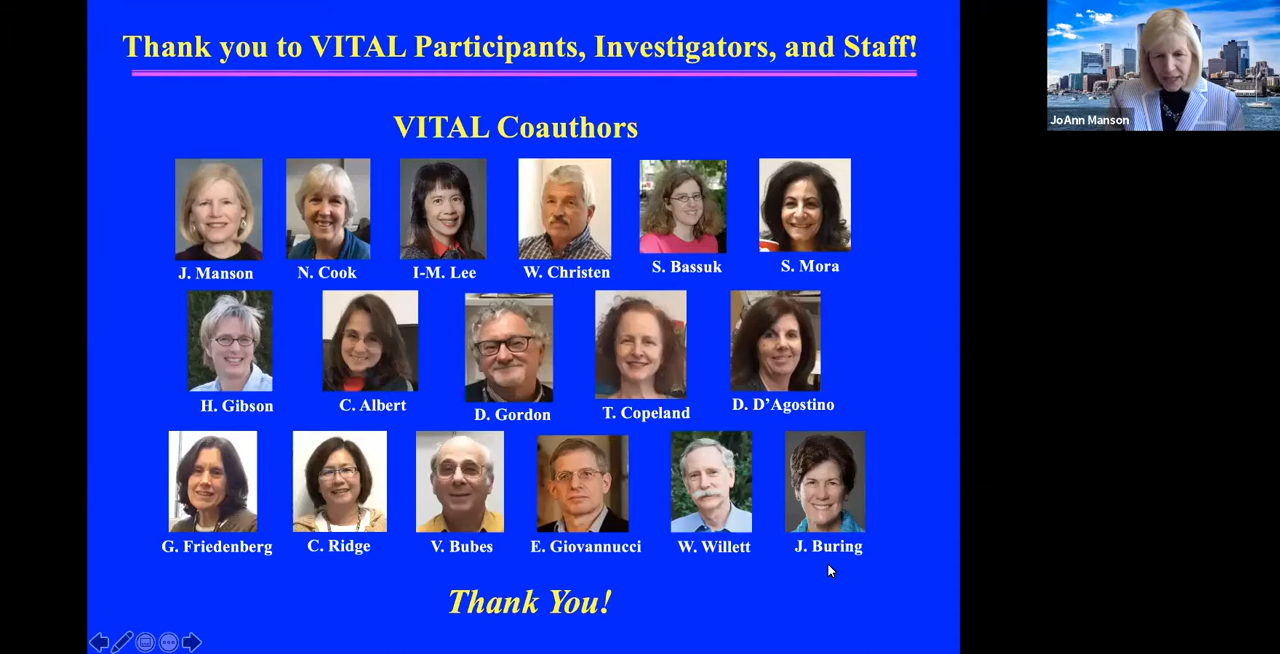 Thank you to VITAL Participants, Investigators, and Staff!
JoAnn Manson
VITAL Coauthors
J. Manson
N. Cook
I-M. Lee
W. Christen
S. Bassuk
S. Mora
H. Gibson
C. Albert
D. Gordon
T. Copeland
D. D’Agostino
G. Friedenberg
C. Ridge
V. Bubes
E. Giovannucci
W. Willett
J. Buring
Thank You!